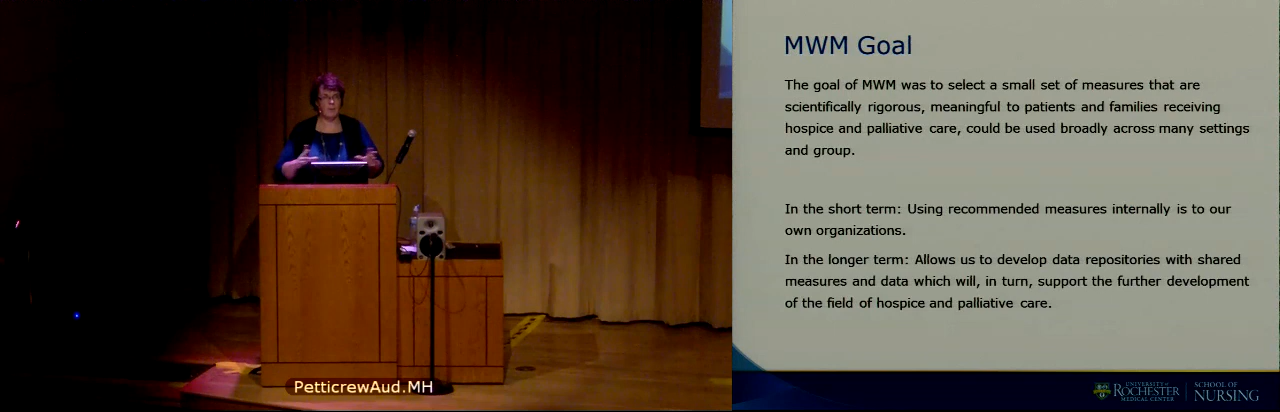 MWM Goal
The goal of MWM was to select a small set of measures that are
scientifically rigorous, meaningful to patients and families receiving
hospice and palliative care, could be used broadly across many settings
and group.
In the short term: Using recommended measures internally is to our
own organizations.
In the longer term: Allows us to develop data repositories with shared
measures and data which will, in turn, support the further development
of the field of hospice and palliative care.
PetticrewAud.MH
UNIVERSITY of
ROCHESTER
MEDICAL CENTER
SCHOOL OF
NURSING